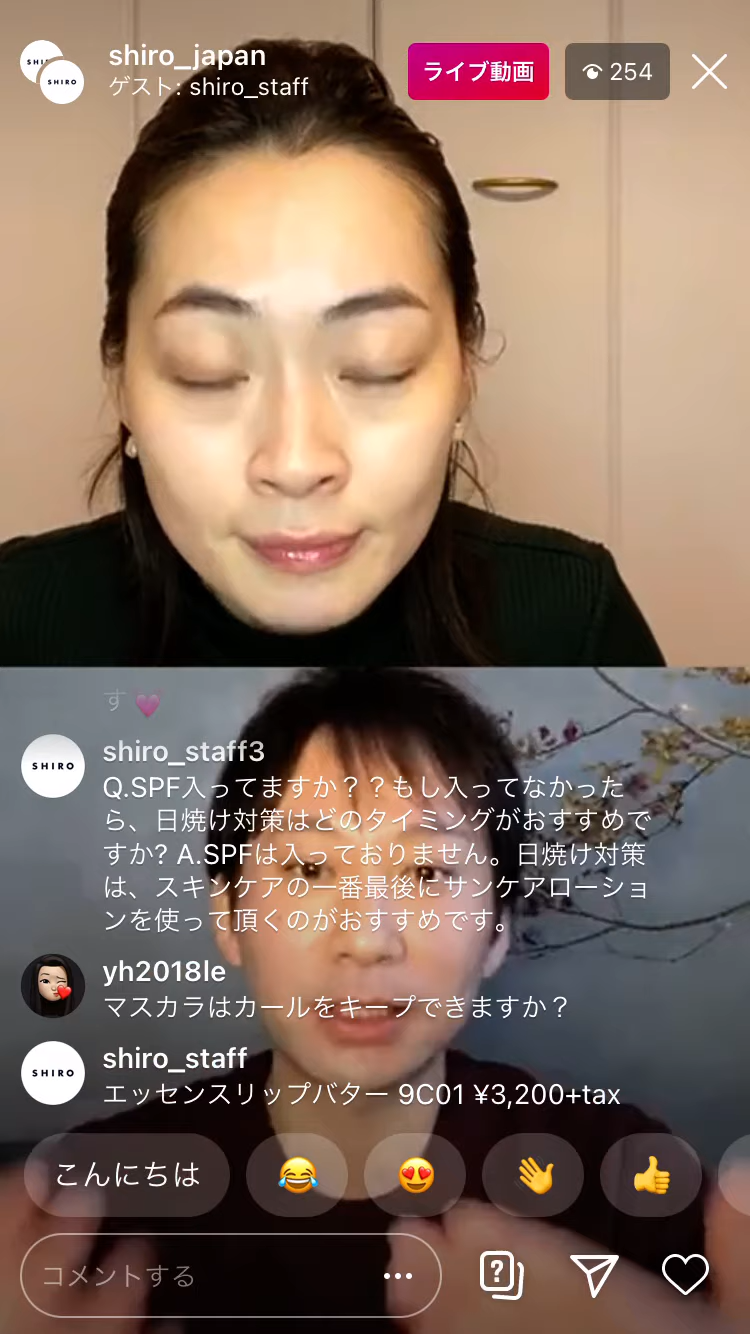 SHIRO
shiro_japan
ゲスト: shiro_staff
ライブ動画
254
す 💗
SHIRO
shiro_staff3
Q.SPF入ってますか？？もし入ってなかった
ら、日焼け対策はどのタイミングがおすすめで
すか? A.SPFは入っておりません。日焼け対策
は、スキンケアの一番最後にサンケアローショ
ンを使って頂くのがおすすめです。
yh2018le
マスカラはカールをキープできますか？
SHIRO
shiro_staff
エッセンスリップバター 9C01 ¥3,200+tax
こんにちは
コメントする